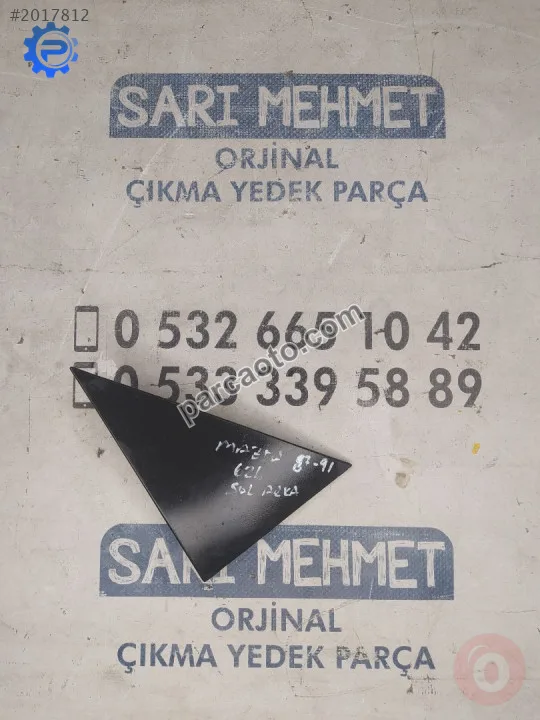 #2017812
SARI MEHMET
ORJİNAL
ÇIKMA YEDEK PARÇA
0 532 665 10 42
0 533 339 58 89
parcaoto.com
MAZDA 87-91
626
SOL ARKA
SARI MEHMET
ORJİNAL
ÇIKMA YEDEK PARÇA